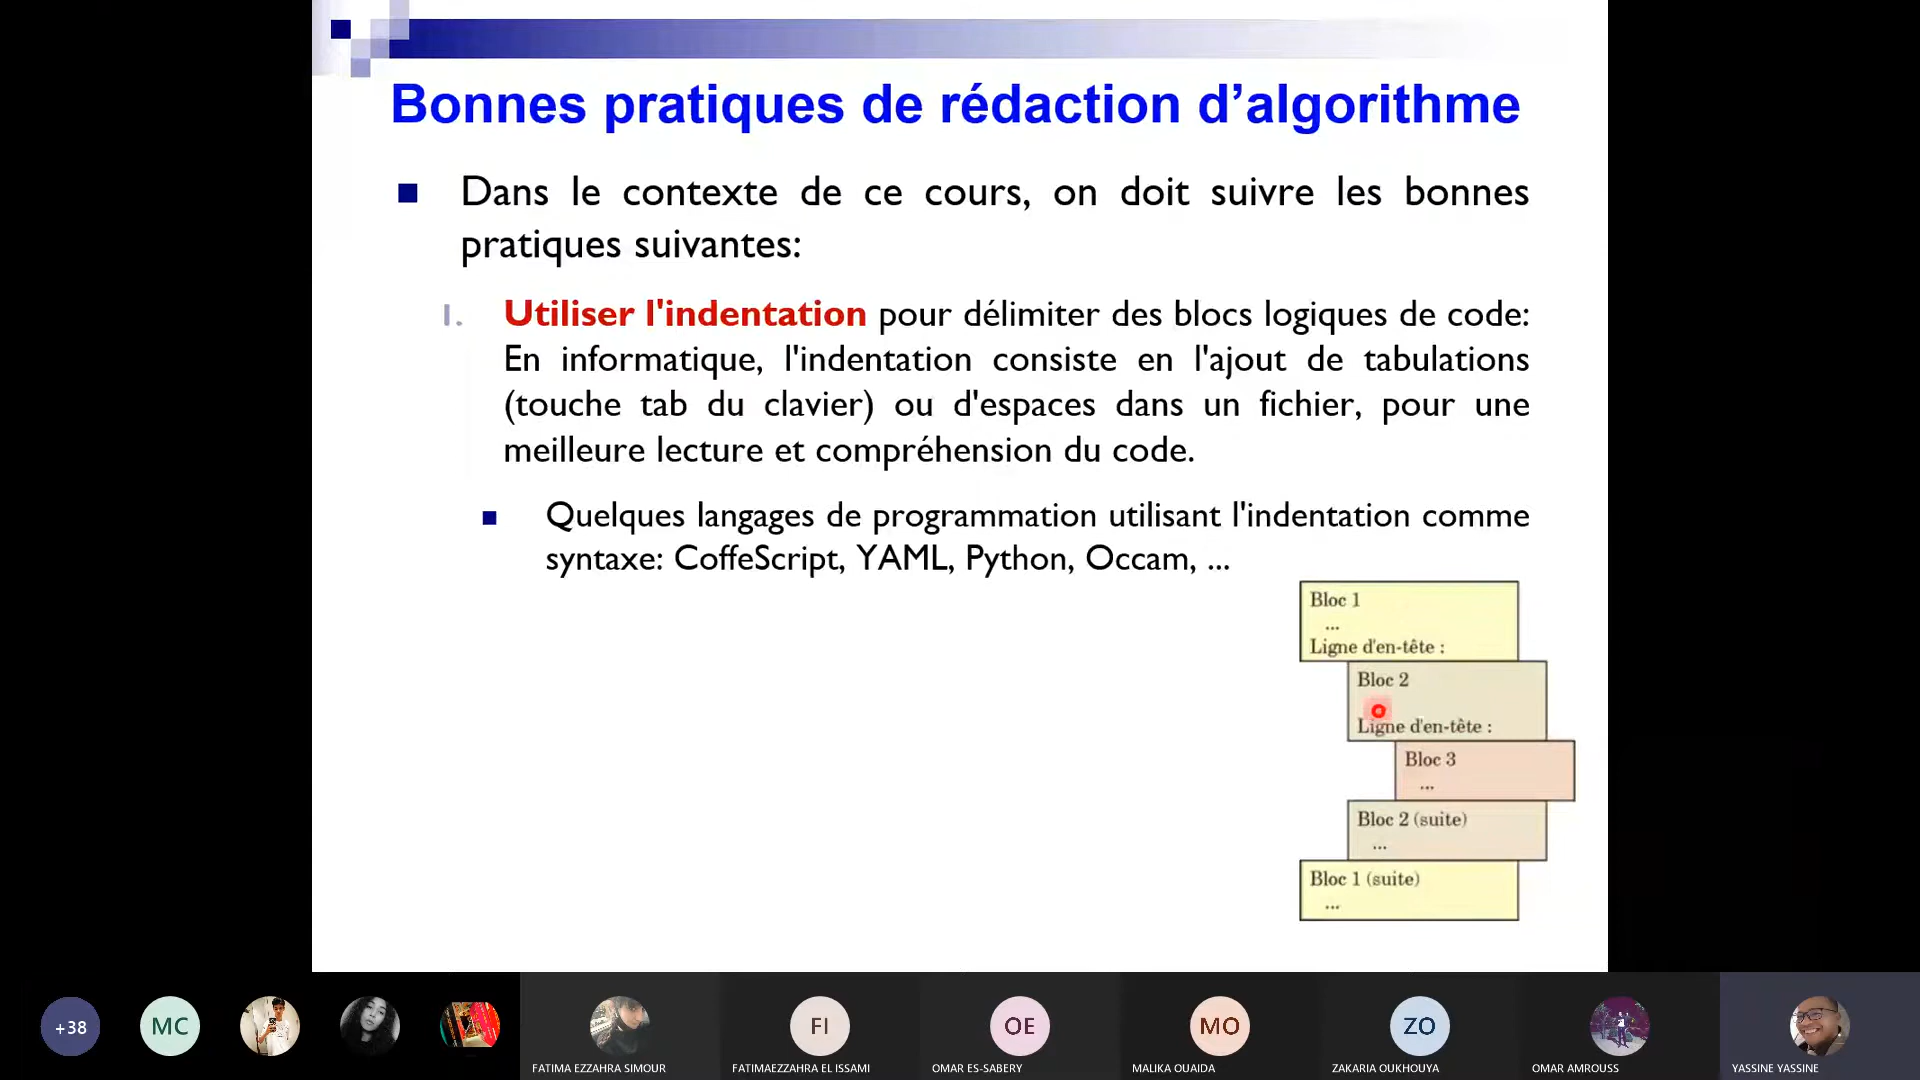 Bonnes pratiques de rédaction d’algorithme
Dans le contexte de ce cours, on doit suivre les bonnes
pratiques suivantes:
1. Utiliser l'indentation pour délimiter des blocs logiques de code:
En informatique, l'indentation consiste en l'ajout de tabulations
(touche tab du clavier) ou d'espaces dans un fichier, pour une
meilleure lecture et compréhension du code.
Quelques langages de programmation utilisant l'indentation comme
syntaxe: CoffeScript, YAML, Python, Occam, ...
Bloc 1
...
Ligne d'en-tête :
Bloc 2
Ligne d'en-tête :
Bloc 3
...
Bloc 2 (suite)
...
Bloc 1 (suite)
...
+38
MC
FI
OE
MO
ZO
FATIMA EZZAHRA SIMOUR
FATIMAEZZAHRA EL ISSAMI
OMAR ES-SABERY
MALIKA OUAIDA
ZAKARIA OUKHOUYA
OMAR AMROUSS
YASSINE YASSINE